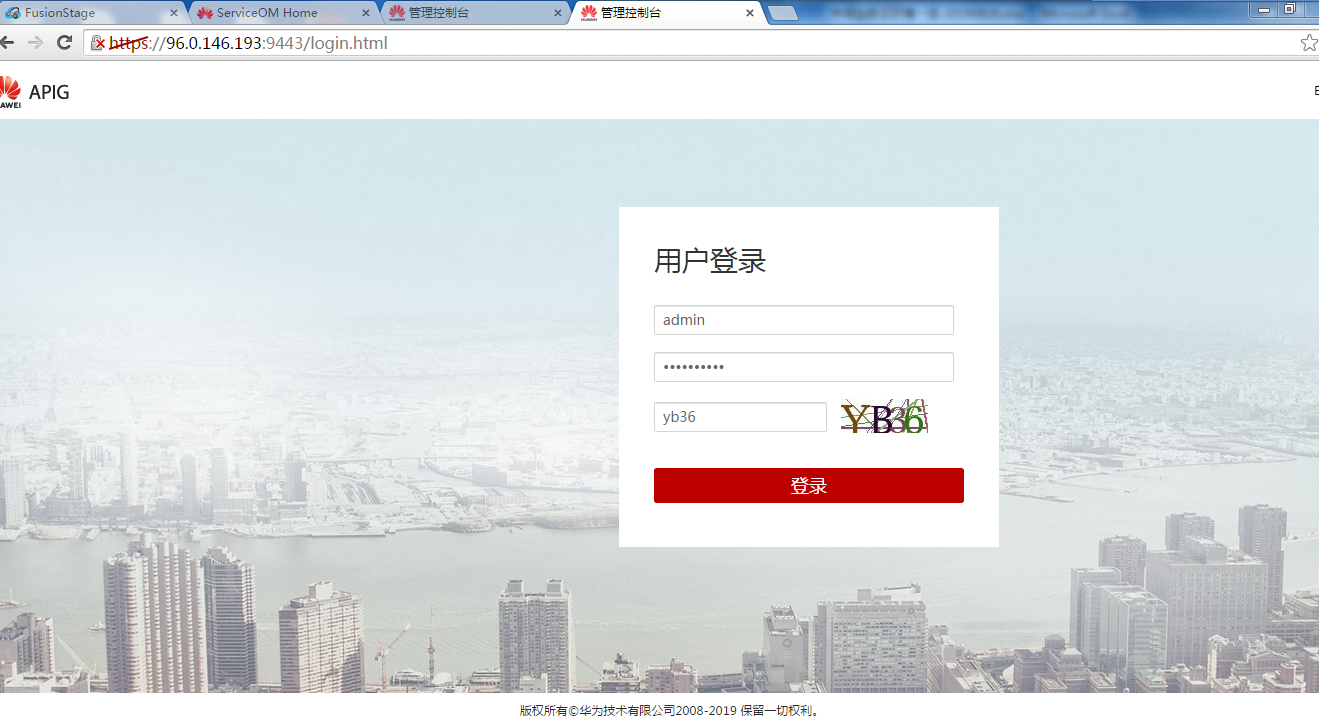 FusionStage
ServiceOM Home
管理控制台
管理控制台
https://96.0.146.193:9443/login.html
AWEI
APIG
用户登录
admin
yb36
YB36
登录
版权所有©华为技术有限公司2008-2019 保留一切权利。